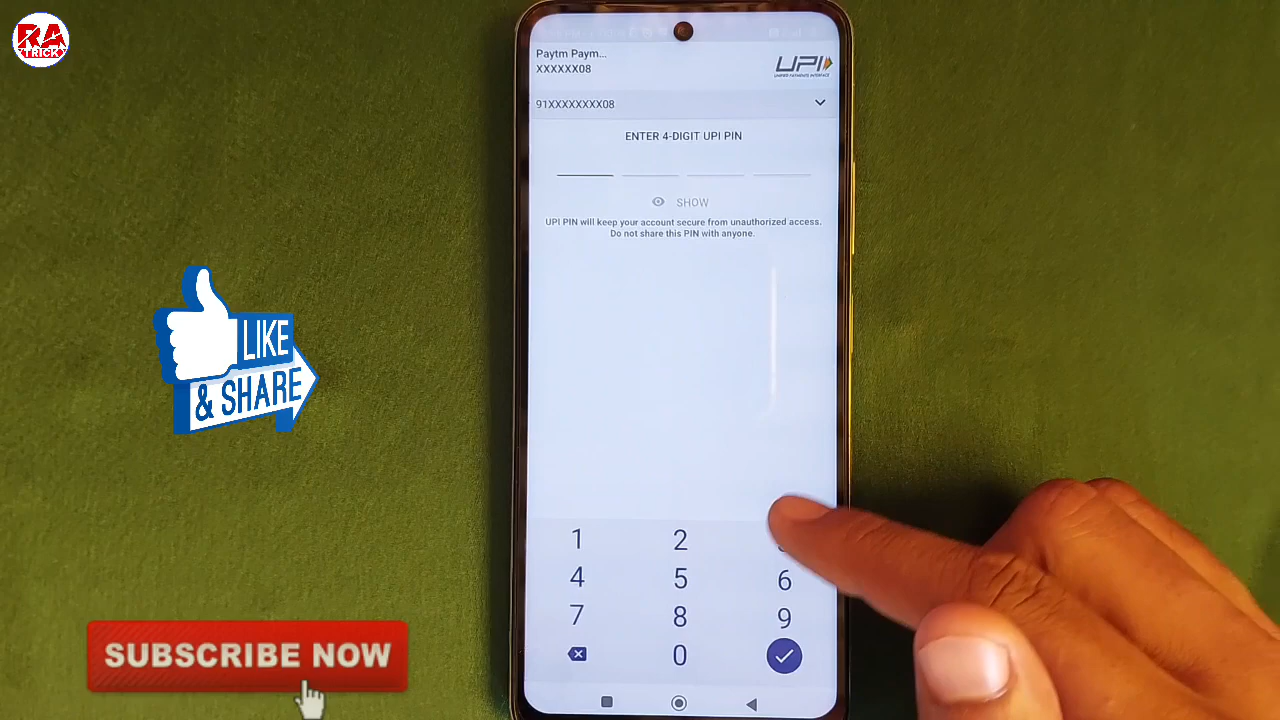 RA
TRICK
Paytm Paym...
XXXXXX08
UPI
UNIFIED PAYMENTS INTERFACE
91XXXXXXXX08
ENTER 4-DIGIT UPI PIN
SHOW
UPI PIN will keep your account secure from unauthorized access.
Do not share this PIN with anyone.
LIKE
& SHARE
1 2
4 5 6
7 8 9
0
SUBSCRIBE NOW